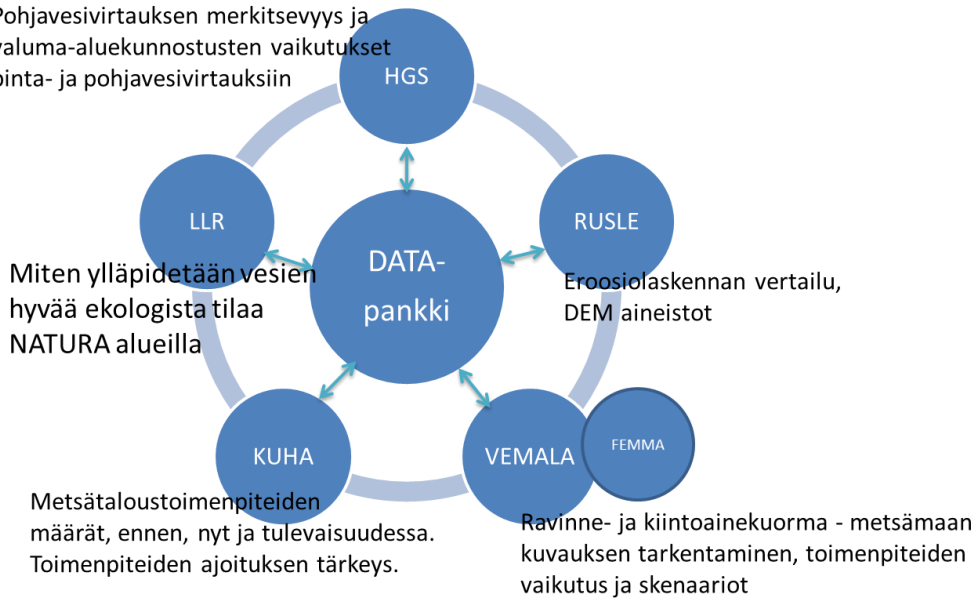 Pohjavesivirtauksen merkitsevyys ja
valuma-aluekunnostusten vaikutukset
pinta- ja pohjavesivirtauksiin
HGS
LLR
RUSLE
DATA-
pankki
Miten ylläpidetään vesien
hyvää ekologista tilaa
NATURA alueilla
Eroosiolaskennan vertailu,
DEM aineistot
KUHA
VEMALA
FEMMA
Metsätaloustoimenpiteiden
määrät, ennen, nyt ja tulevaisuudessa.
Toimenpiteiden ajoituksen tärkeys.
Ravinne- ja kiintoainekuorma - metsämaan
kuvauksen tarkentaminen, toimenpiteiden
vaikutus ja skenaariot